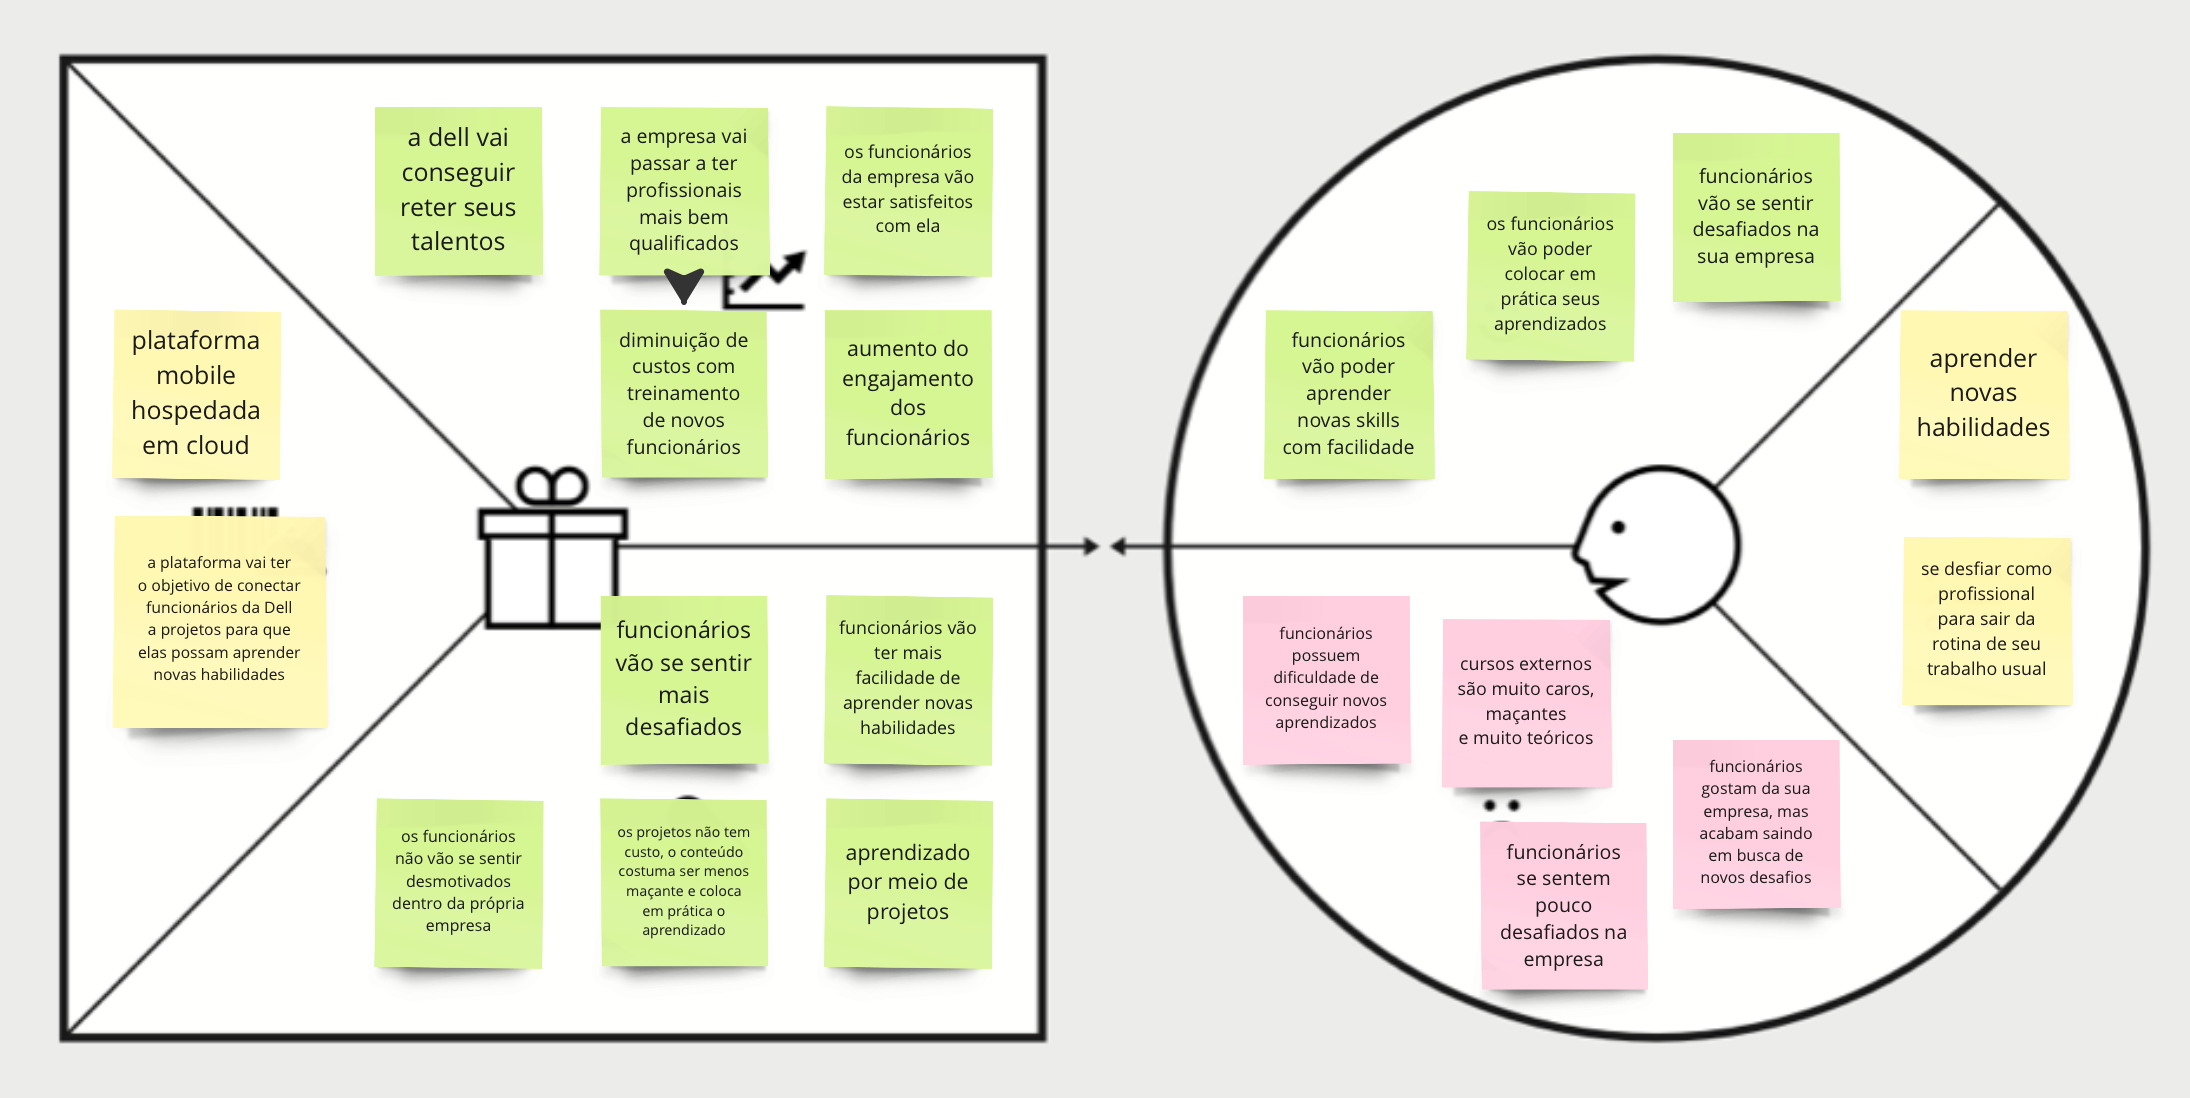 a dell vai
conseguir
reter seus
talentos
a empresa vai
passar a ter
profissionais
mais bem
qualificados
os funcionários
da empresa vão
estar satisfeitos
com ela
plataforma
mobile
hospedada
em cloud
diminuição de
custos com
treinamento
de novos
funcionários
aumento do
engajamento
dos
funcionários
a plataforma vai ter
o objetivo de conectar
funcionários da Dell
a projetos para que
elas possam aprender
novas habilidades
funcionários
vão se sentir
mais
desafiados
funcionários vão
ter mais
facilidade de
aprender novas
habilidades
os funcionários
não vão se sentir
desmotivados
dentro da própria
empresa
os projetos não tem
custo, o conteúdo
costuma ser menos
maçante e coloca
em prática o
aprendizado
aprendizado
por meio de
projetos
funcionários
vão se sentir
desafiados na
sua empresa
os funcionários
vão poder
colocar em
prática seus
aprendizados
funcionários
vão poder
aprender
novas skills
com facilidade
aprender
novas
habilidades
se desfiar como
profissional
para sair da
rotina de seu
trabalho usual
funcionários
possuem
dificuldade de
conseguir novos
aprendizados
cursos externos
são muito caros,
maçantes
e muito teóricos
funcionários
gostam da sua
empresa, mas
acabam saindo
em busca de
novos desafios
funcionários
se sentem
pouco
desafiados na
empresa